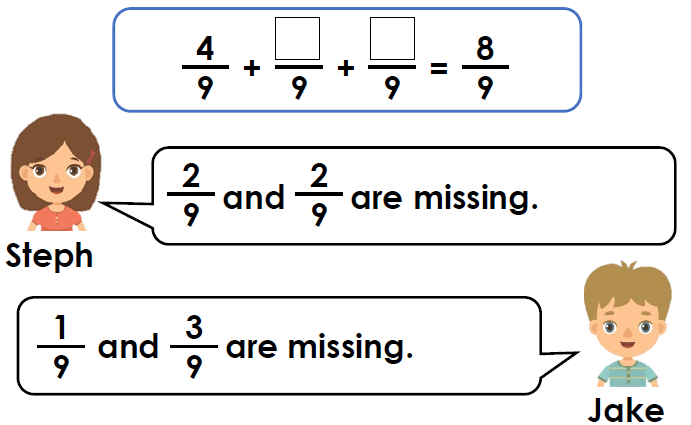 4/9 + □/9 + □/9 = 8/9
2/9 and 2/9 are missing.
Steph
1/9 and 3/9 are missing.
Jake